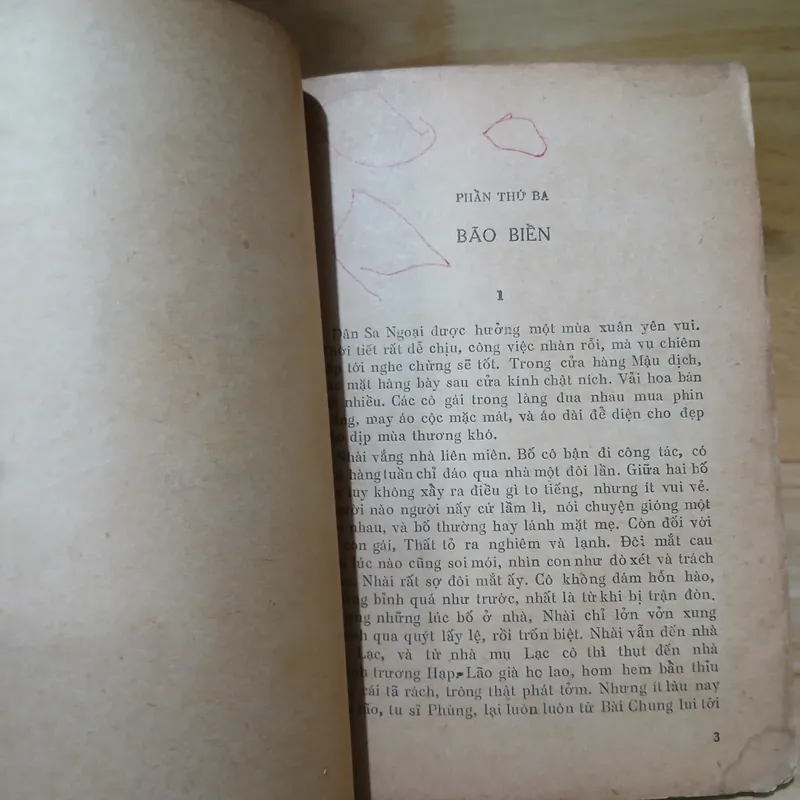 PHẦN THỨ BA
BÃO BIỂN
1
Dân Sa Ngoại được hưởng một mùa xuân yên vui.
tiết rất dễ chịu, công việc nhàn rỗi, mà vụ chiêm
tới nghe chừng sẽ tốt. Trong cửa hàng Mậu dịch,
mặt hàng bày sau cửa kính chật ních. Vải hoa bán
nhiều. Các cô gái trong làng đua nhau mua phin
may áo cộc mặc mát, và áo dài để diện cho đẹp
dịp mùa thương khó.
Nhài vắng nhà liên miên. Bố cô bận đi công tác, có
hàng tuần chỉ đáo qua nhà một đôi lần. Giữa hai bố
tuy không xẩy ra điều gì to tiếng, nhưng ít vui vẻ.
người nấy cứ lầm lì, nói chuyện gióng một
nhau, và bố thường hay lánh mặt mẹ. Còn đối với
con gái, Thất tỏ ra nghiêm và lạnh. Đôi mắt cau
lúc nào cũng soi mói, nhìn con như dò xét và trách
Nhài rất sợ đôi mắt ấy. Cô không dám hỗn hào,
bỉnh quá như trước, nhất là từ khi bị trận đòn.
những lúc bố ở nhà, Nhài chỉ lởn vởn xung
qua quýt lấy lệ, rồi trốn biệt. Nhài vẫn đến nhà
Lạc, và từ nhà mụ Lạc cô thì thụt đến nhà
trương Hạp. Lão già ho lao, hom hem bẩn thỉu
cái tã rách, trông thật phát tởm. Nhưng ít lâu nay
lão, tu sĩ Phùng, lại luôn luôn từ Bài Chung lui tới
3